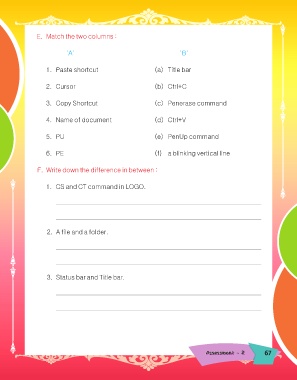 E. Match the two columns :
'A' 'B'
1. Paste shortcut (a) Title bar
2. Cursor (b) Ctrl+C
3. Copy Shortcut (c) Penerase command
4. Name of document (d) Ctrl+V
5. PU (e) PenUp command
6. PE (f) a blinking vertical line
F. Write down the difference in between :
1. CS and CT command in LOGO.
2. A file and a folder.
3. Status bar and Title bar.
67